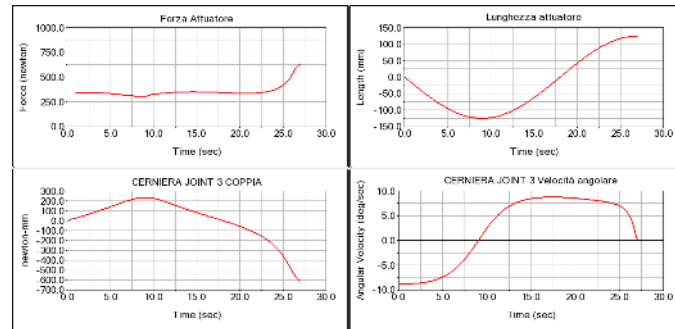 Forza Attuatore
1000.0
750.0
500.0
250.0
0.0
Force (newton)
0.0 5.0 10.0 15.0 20.0 25.0 30.0
Time (sec)
Lunghezza attuatore
150.0
100.0
50.0
0.0
-50.0
-100.0
-150.0
Length (mm)
0.0 5.0 10.0 15.0 20.0 25.0 30.0
Time (sec)
CERNIERA JOINT 3 COPPIA
300.0
200.0
100.0
0.0
-100.0
-200.0
-300.0
-400.0
-500.0
-600.0
-700.0
newton-mm
0.0 5.0 10.0 15.0 20.0 25.0 30.0
Time (sec)
CERNIERA JOINT 3 Velocità angolare
10.0
5.0
0.0
-5.0
-10.0
Angular Velocity (deg/sec)
0.0 5.0 10.0 15.0 20.0 25.0 30.0
Time (sec)